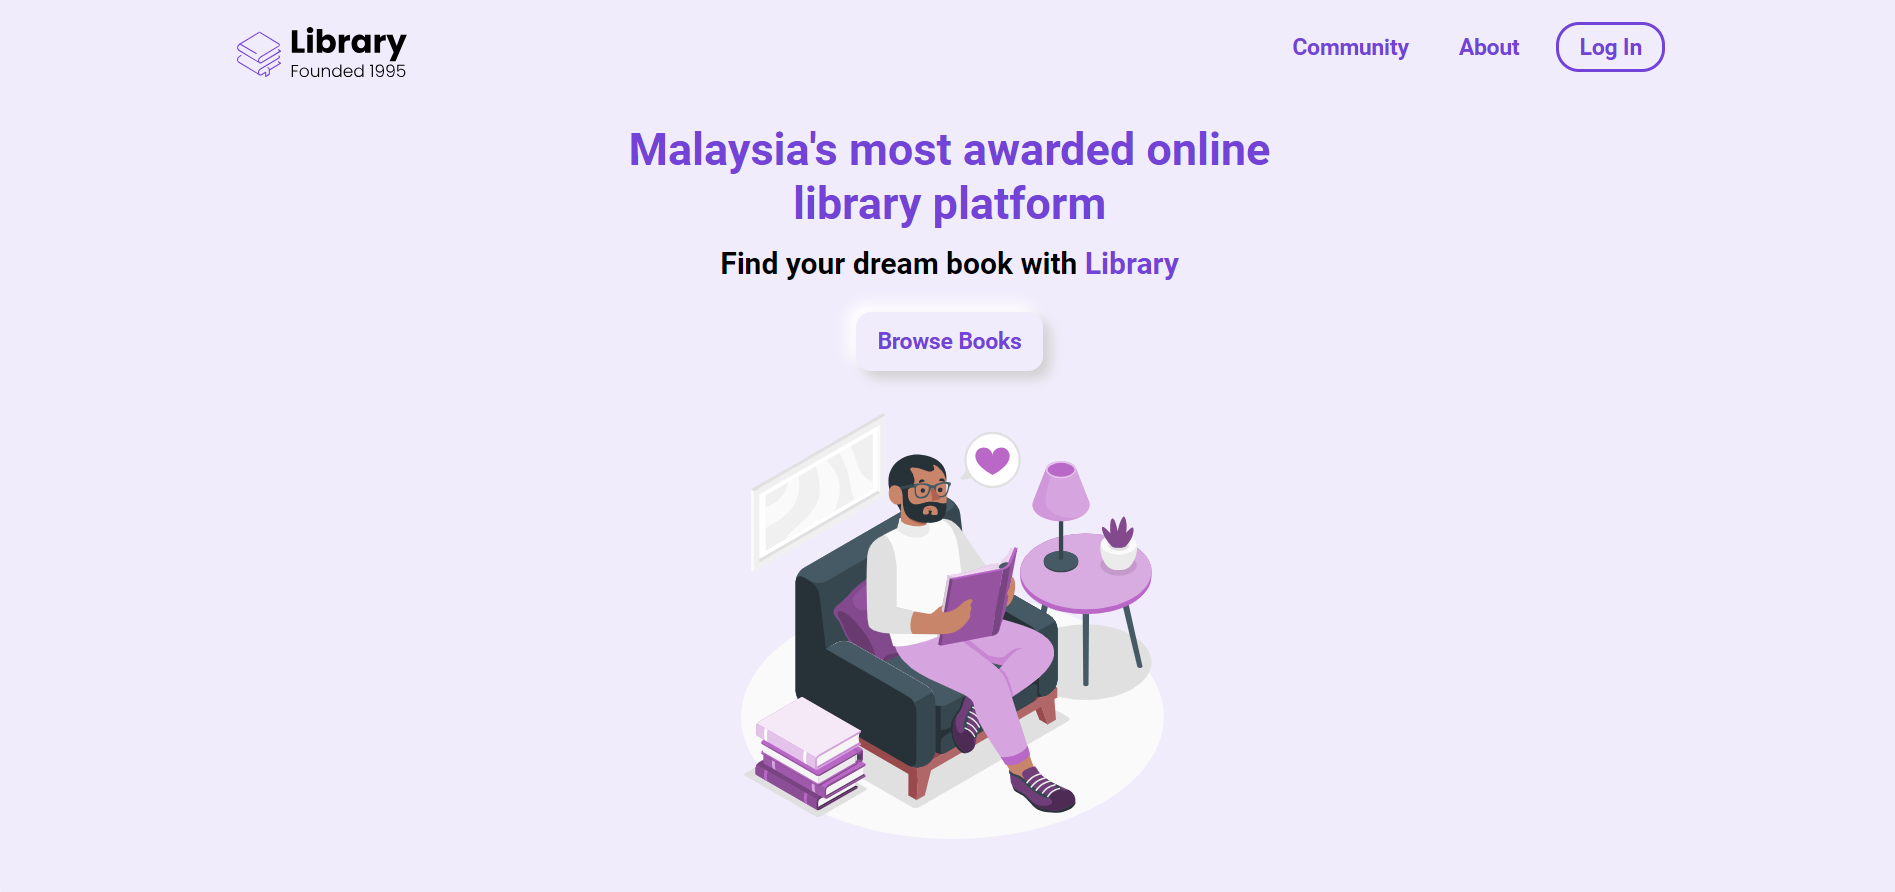 Library
Founded 1995
Community
About
Log In
Malaysia's most awarded online
library platform
Find your dream book with Library
Browse Books